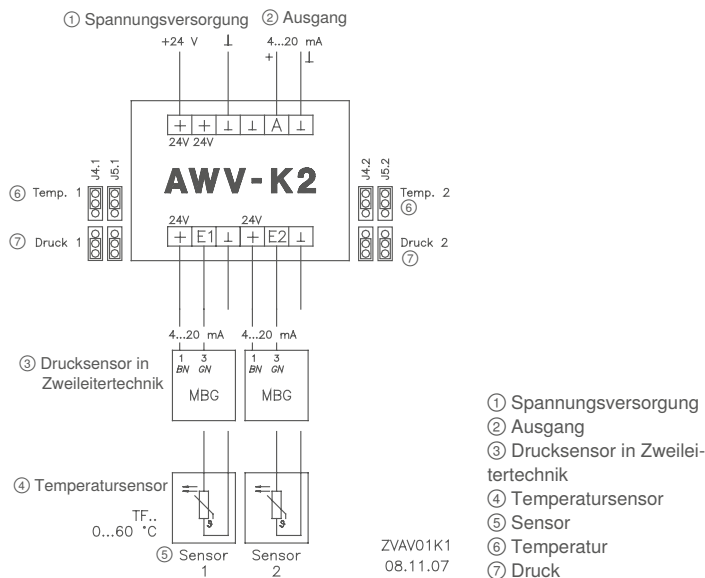 ① Spannungsversorgung ② Ausgang
+24 V ⊥ 4...20 mA
+ ⊥
+ + ⊥ ⊥ A ⊥
24V 24V
J4.1 J5.1 J4.2 J5.2
AWV-K2
⑥ Temp. 1 Temp. 2
⑥
24V 24V
+ E1 ⊥ + E2 ⊥
⑦ Druck 1 Druck 2
⑦
4...20 mA 4...20 mA
1 3 1 3
BN GN BN GN
MBG MBG
③ Drucksensor in
Zweileitertechnik
④ Temperatursensor
TF..
0...60 °C
ϑ ϑ
⑤ Sensor Sensor
1 2
ZVAV01K1
08.11.07
① Spannungsversorgung
② Ausgang
③ Drucksensor in Zweilei-
tertechnik
④ Temperatursensor
⑤ Sensor
⑥ Temperatur
⑦ Druck